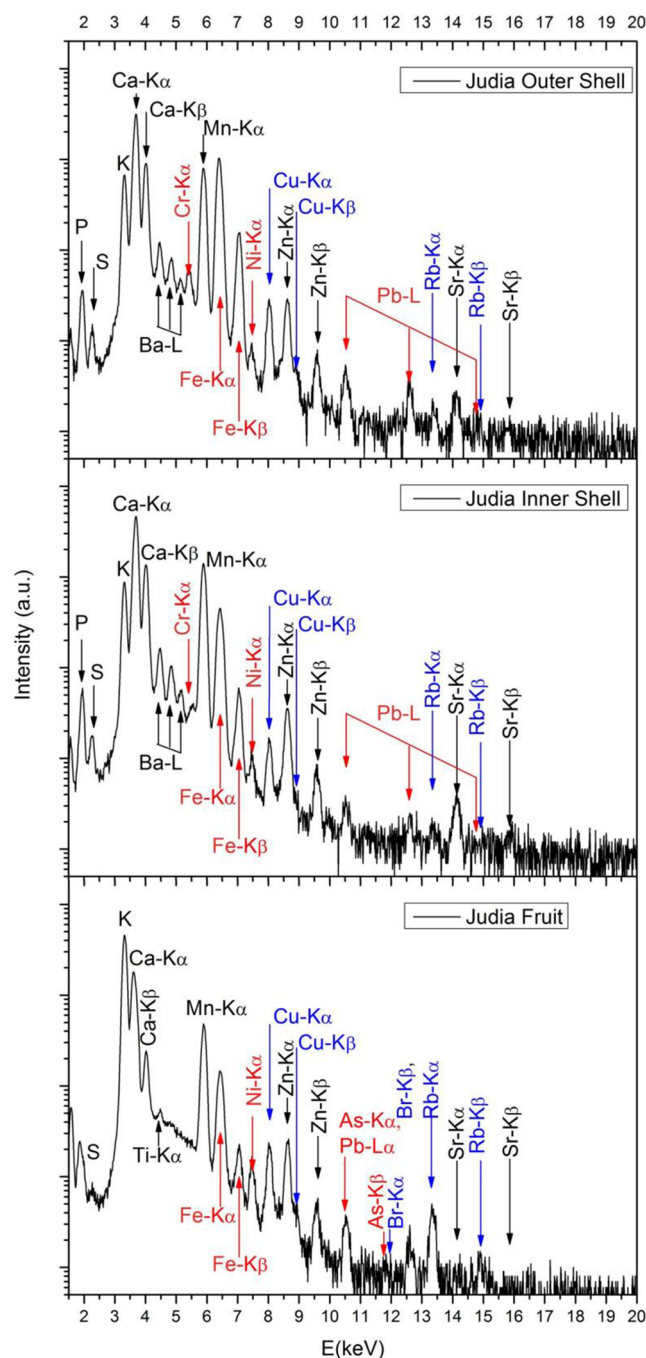 2 3 4 5 6 7 8 9 10 11 12 13 14 15 16 17 18 19 20
Judia Outer Shell
Ca-Kα
Ca-Kβ
Mn-Kα
K
Cr-Kα
P
S
Ba-L
Fe-Kα
Fe-Kβ
Ni-Kα
Cu-Kα
Cu-Kβ
Zn-Kα
Zn-Kβ
Pb-L
Rb-Kα
Sr-Kα
Rb-Kβ
Sr-Kβ
Judia Inner Shell
Ca-Kα
Ca-Kβ
Mn-Kα
K
Cr-Kα
P
S
Ba-L
Fe-Kα
Fe-Kβ
Ni-Kα
Cu-Kα
Cu-Kβ
Zn-Kα
Zn-Kβ
Pb-L
Rb-Kα
Sr-Kα
Rb-Kβ
Sr-Kβ
Intensity (a.u.)
Judia Fruit
K
Ca-Kα
Ca-Kβ
Mn-Kα
S
Ti-Kα
Fe-Kα
Fe-Kβ
Ni-Kα
Cu-Kα
Cu-Kβ
Zn-Kα
Zn-Kβ
As-Kα,
Pb-Lα
As-Kβ
Br-Kα
Br-Kβ,
Rb-Kα
Sr-Kα
Rb-Kβ
Sr-Kβ
2 3 4 5 6 7 8 9 10 11 12 13 14 15 16 17 18 19 20
E(keV)